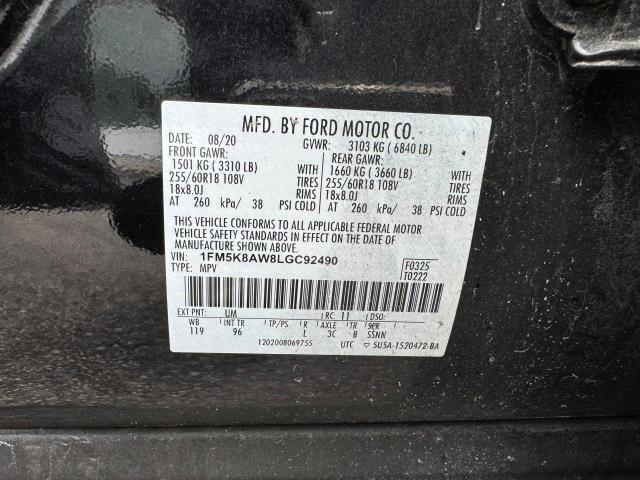 MFD. BY FORD MOTOR CO.
DATE: 08/20 GVWR: 3103 KG ( 6840 LB)
FRONT GAWR: REAR GAWR:
1501 KG ( 3310 LB) WITH 1660 KG ( 3660 LB) WITH
255/60R18 108V TIRES 255/60R18 108V TIRES
18x8.0J RIMS 18x8.0J RIMS
AT 260 kPa/ 38 PSI COLD AT 260 kPa/ 38 PSI COLD
THIS VEHICLE CONFORMS TO ALL APPLICABLE FEDERAL MOTOR
VEHICLE SAFETY STANDARDS IN EFFECT ON THE DATE OF
MANUFACTURE SHOWN ABOVE.
VIN: 1FM5K8AW8LGC92490 F0325
TYPE: MPV T0222
EXT PNT: UM RC: 11 DSO:
WB INT TR TP/PS R AXLE TR SPR
119 96 L 3C B SSNN
1202008069755 UTC ▽ SU5A-1520472-BA